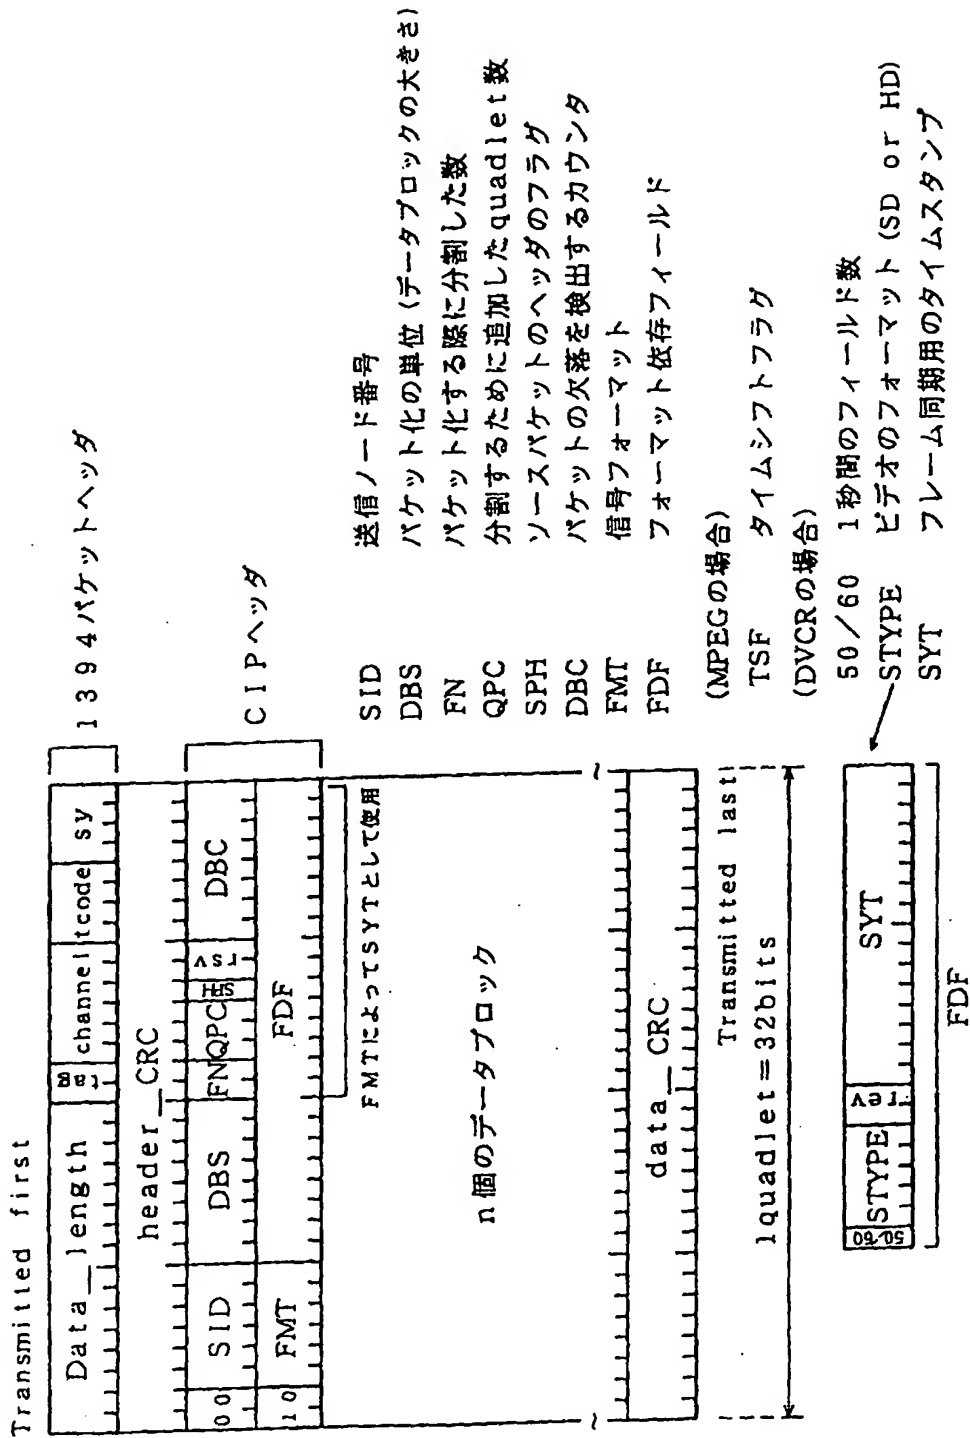 Transmitted first
Data__length tag channel tcode sy
1394パケットヘッダ
header__CRC
00 SID DBS FN QPC SPH rsv DBC
CIPヘッダ
10 FMT FDF
FMTによってSYTとして使用
n個のデータブロック
data__CRC
Transmitted last
1quadlet=32bits
SID 送信ノード番号
DBS パケット化の単位(データブロックの大きさ)
FN パケット化する際に分割した数
QPC 分割するために追加したquadlet数
SPH ソースパケットのヘッダのフラグ
DBC パケットの欠落を検出するカウンタ
FMT 信号フォーマット
FDF フォーマット依存フィールド
(MPEGの場合)
TSF タイムシフトフラグ
(DVCRの場合)
50/60 1秒間のフィールド数
STYPE ビデオのフォーマット(SD or HD)
SYT フレーム同期用のタイムスタンプ
50/60 STYPE rev SYT
FDF